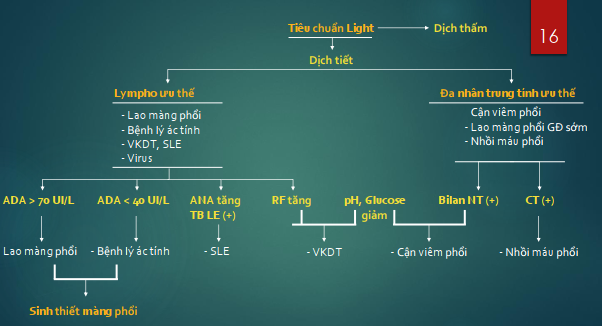 16
Tiêu chuẩn Light
Dịch thấm
Dịch tiết
Lympho ưu thế
Đa nhân trung tính ưu thế
- Lao màng phổi
- Bệnh lý ác tính
- VKDT, SLE
- Virus
Cận viêm phổi
- Lao màng phổi GĐ sớm
- Nhồi máu phổi
ADA > 70 UI/L
ADA < 40 UI/L
ANA tăng
TB LE (+)
RF tăng
pH, Glucose
giảm
Bilan NT (+)
CT (+)
Lao màng phổi
- Bệnh lý ác tính
- SLE
- VKDT
- Cận viêm phổi
- Nhồi máu phổi
Sinh thiết màng phổi